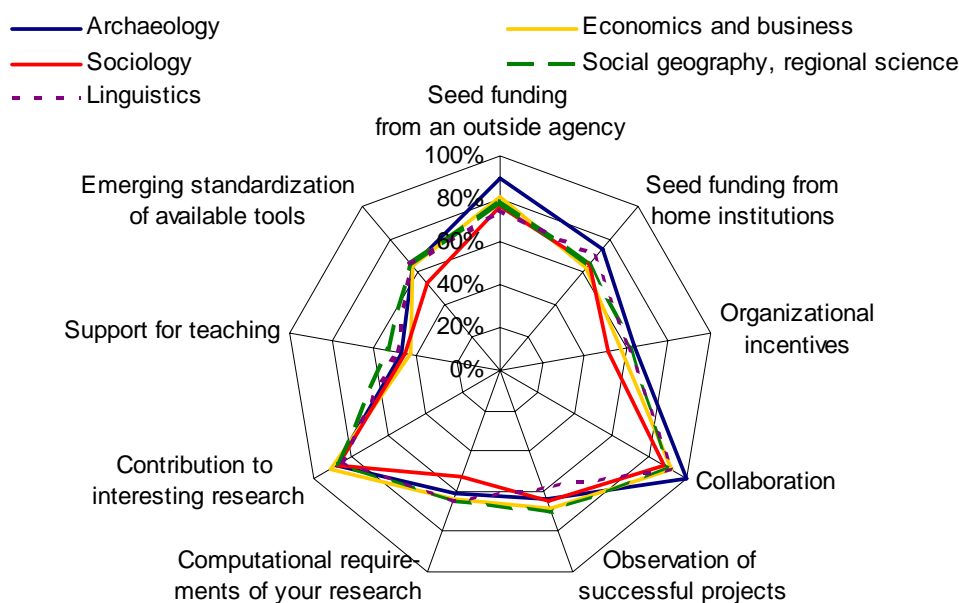 Archaeology
Economics and business
Sociology
Social geography, regional science
Linguistics
Seed funding
from an outside agency
100%
80%
60%
40%
20%
0%
Seed funding from
home institutions
Organizational
incentives
Collaboration
Observation of
successful projects
Computational require-
ments of your research
Contribution to
interesting research
Support for teaching
Emerging standardization
of available tools